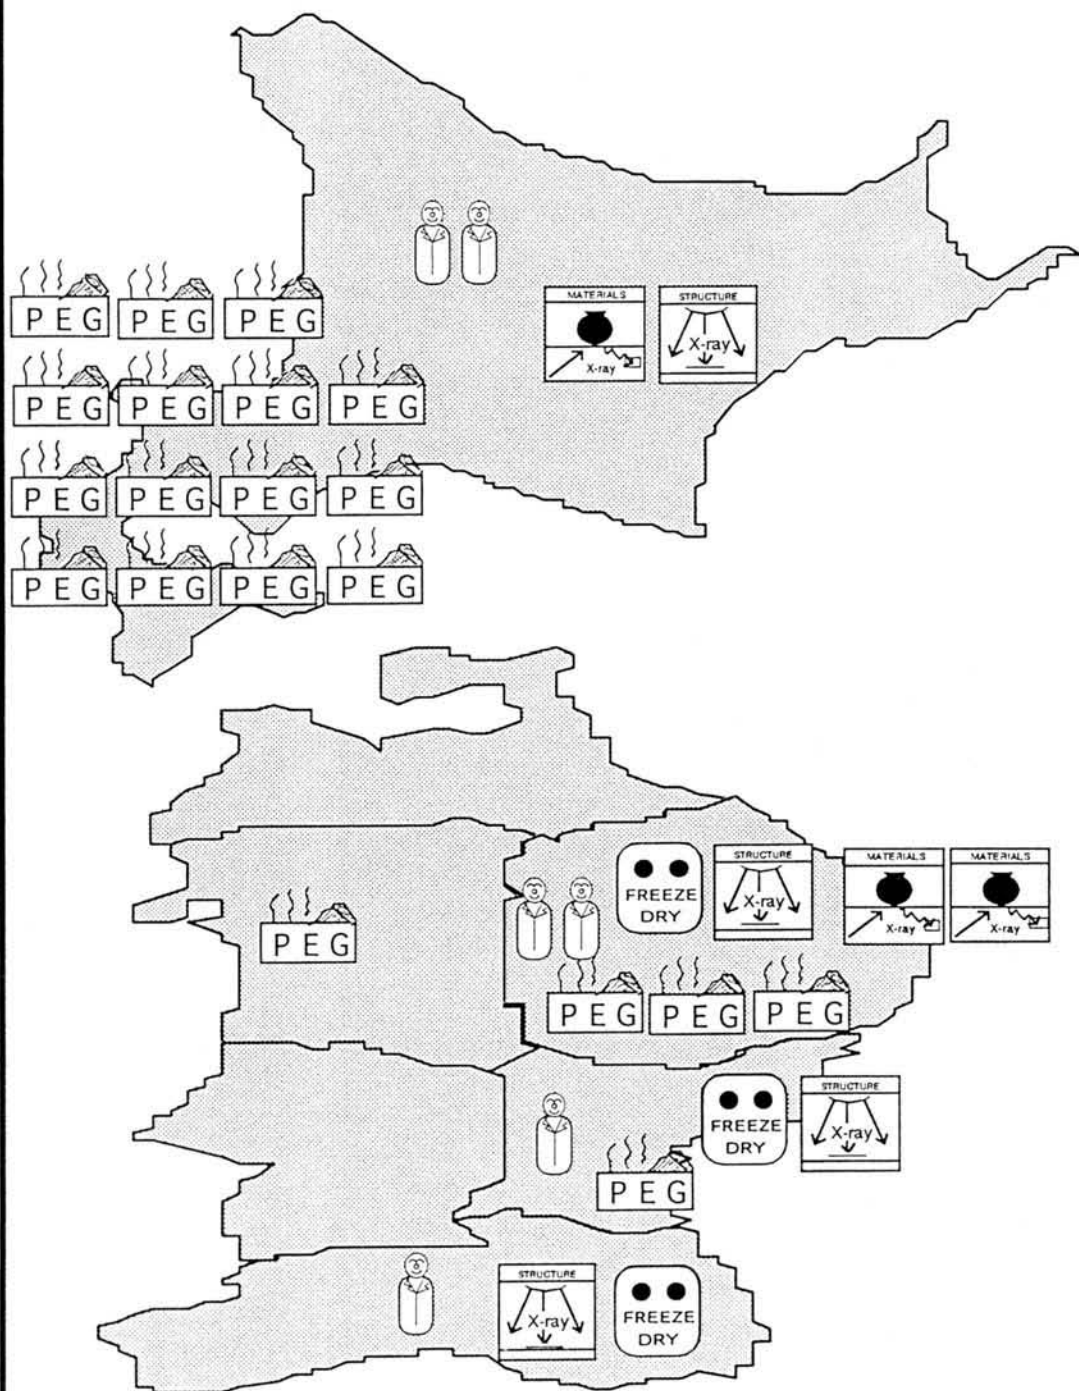 MATERIALS STRUCTURE
X-ray
X-ray
PEG PEG PEG
PEG PEG PEG PEG
PEG PEG PEG PEG
PEG PEG PEG PEG
STRUCTURE MATERIALS MATERIALS
FREEZE
DRY
X-ray
X-ray X-ray
PEG
PEG PEG PEG
STRUCTURE
FREEZE
DRY
X-ray
PEG
STRUCTURE
X-ray
FREEZE
DRY